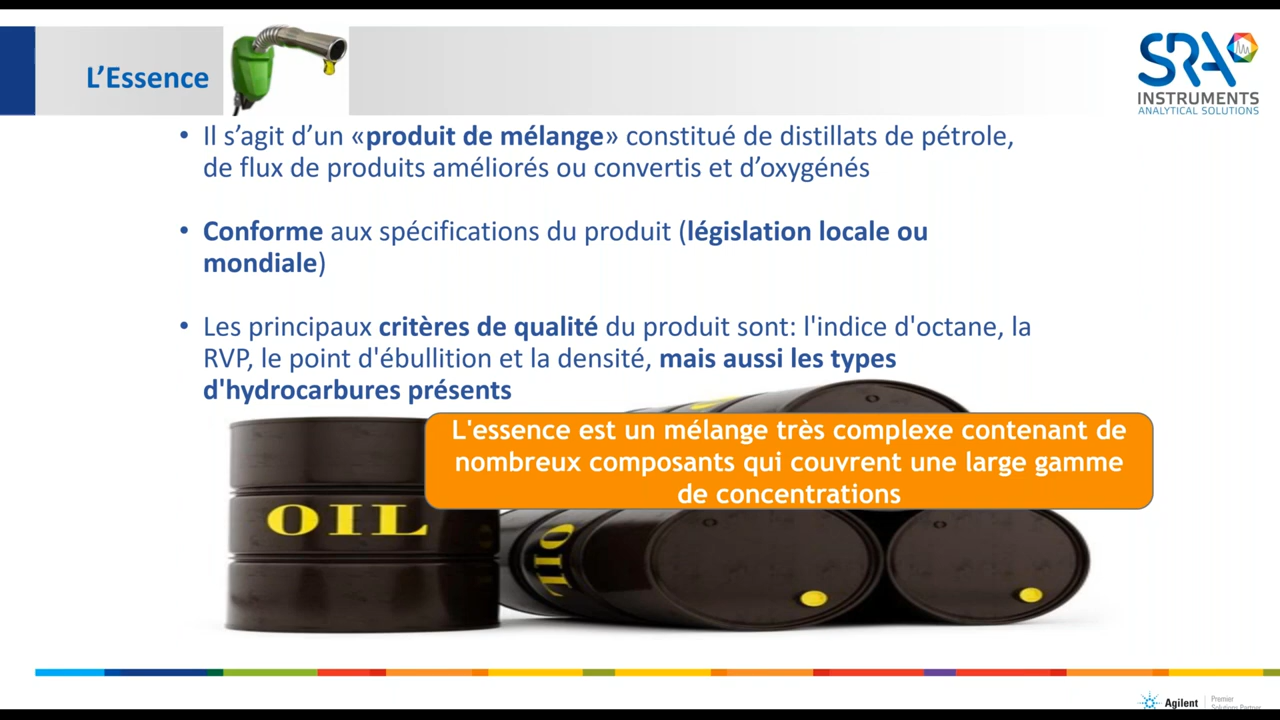 L’Essence
SRA
INSTRUMENTS
ANALYTICAL SOLUTIONS
• Il s’agit d’un «produit de mélange» constitué de distillats de pétrole,
de flux de produits améliorés ou convertis et d’oxygénés
• Conforme aux spécifications du produit (législation locale ou
mondiale)
• Les principaux critères de qualité du produit sont: l'indice d'octane, la
RVP, le point d'ébullition et la densité, mais aussi les types
d'hydrocarbures présents
L'essence est un mélange très complexe contenant de
nombreux composants qui couvrent une large gamme
de concentrations
OIL
OIL
Agilent
Premier
Solutions Partner